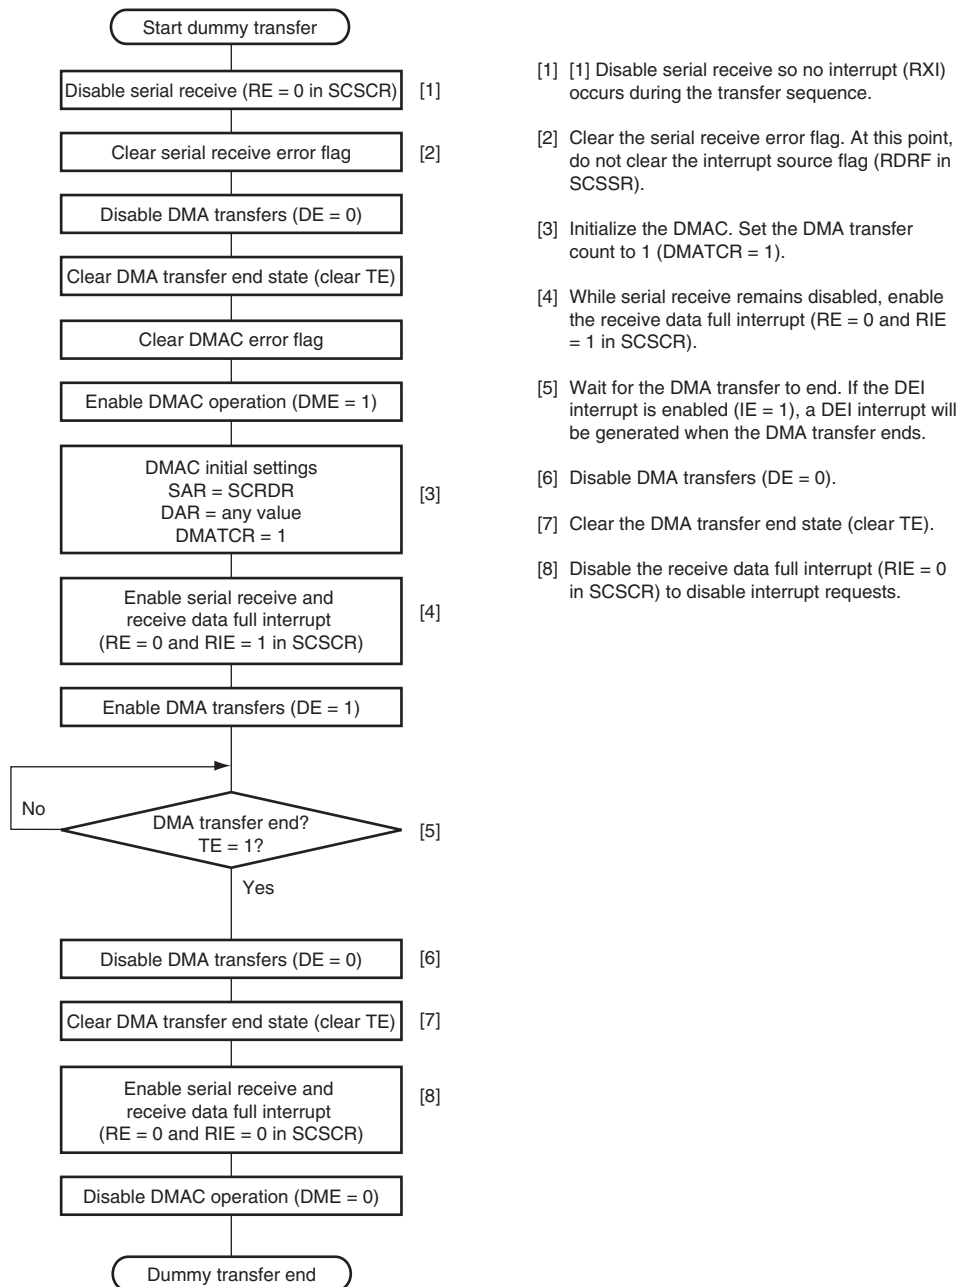 Start dummy transfer
Disable serial receive (RE = 0 in SCSCR) [1]
Clear serial receive error flag [2]
Disable DMA transfers (DE = 0)
Clear DMA transfer end state (clear TE)
Clear DMAC error flag
Enable DMAC operation (DME = 1)
DMAC initial settings
SAR = SCRDR
[3]
DAR = any value
DMATCR = 1
Enable serial receive and
receive data full interrupt [4]
(RE = 0 and RIE = 1 in SCSCR)
Enable DMA transfers (DE = 1)
No
DMA transfer end?
[5]
TE = 1?
Yes
Disable DMA transfers (DE = 0) [6]
Clear DMA transfer end state (clear TE) [7]
Enable serial receive and
[8]
receive data full interrupt
(RE = 0 and RIE = 0 in SCSCR)
Disable DMAC operation (DME = 0)
Dummy transfer end
[1] [1] Disable serial receive so no interrupt (RXI)
occurs during the transfer sequence.
[2] Clear the serial receive error flag. At this point,
do not clear the interrupt source flag (RDRF in
SCSSR).
[3] Initialize the DMAC. Set the DMA transfer
count to 1 (DMATCR = 1).
[4] While serial receive remains disabled, enable
the receive data full interrupt (RE = 0 and RIE
= 1 in SCSCR).
[5] Wait for the DMA transfer to end. If the DEI
interrupt is enabled (IE = 1), a DEI interrupt will
be generated when the DMA transfer ends.
[6] Disable DMA transfers (DE = 0).
[7] Clear the DMA transfer end state (clear TE).
[8] Disable the receive data full interrupt (RIE = 0
in SCSCR) to disable interrupt requests.